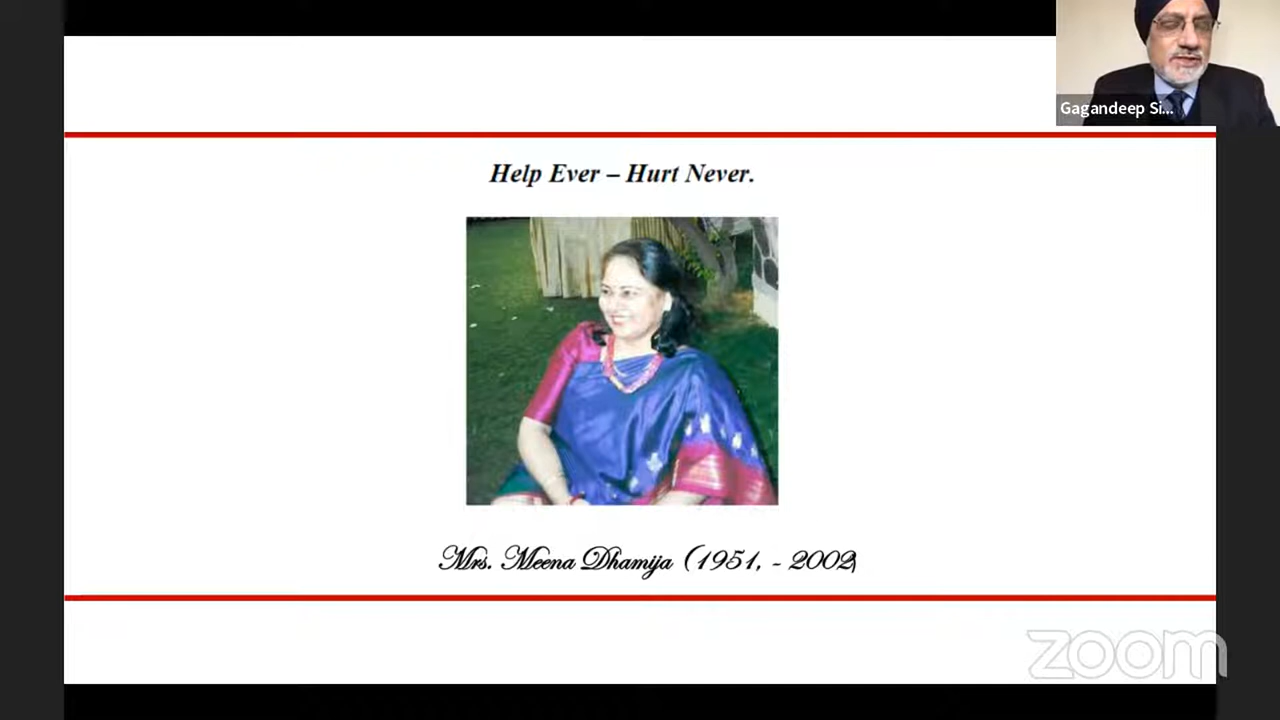 Gagandeep Si...
Help Ever – Hurt Never.
Mrs. Meena Dhamija (1951, - 2002)
zoom